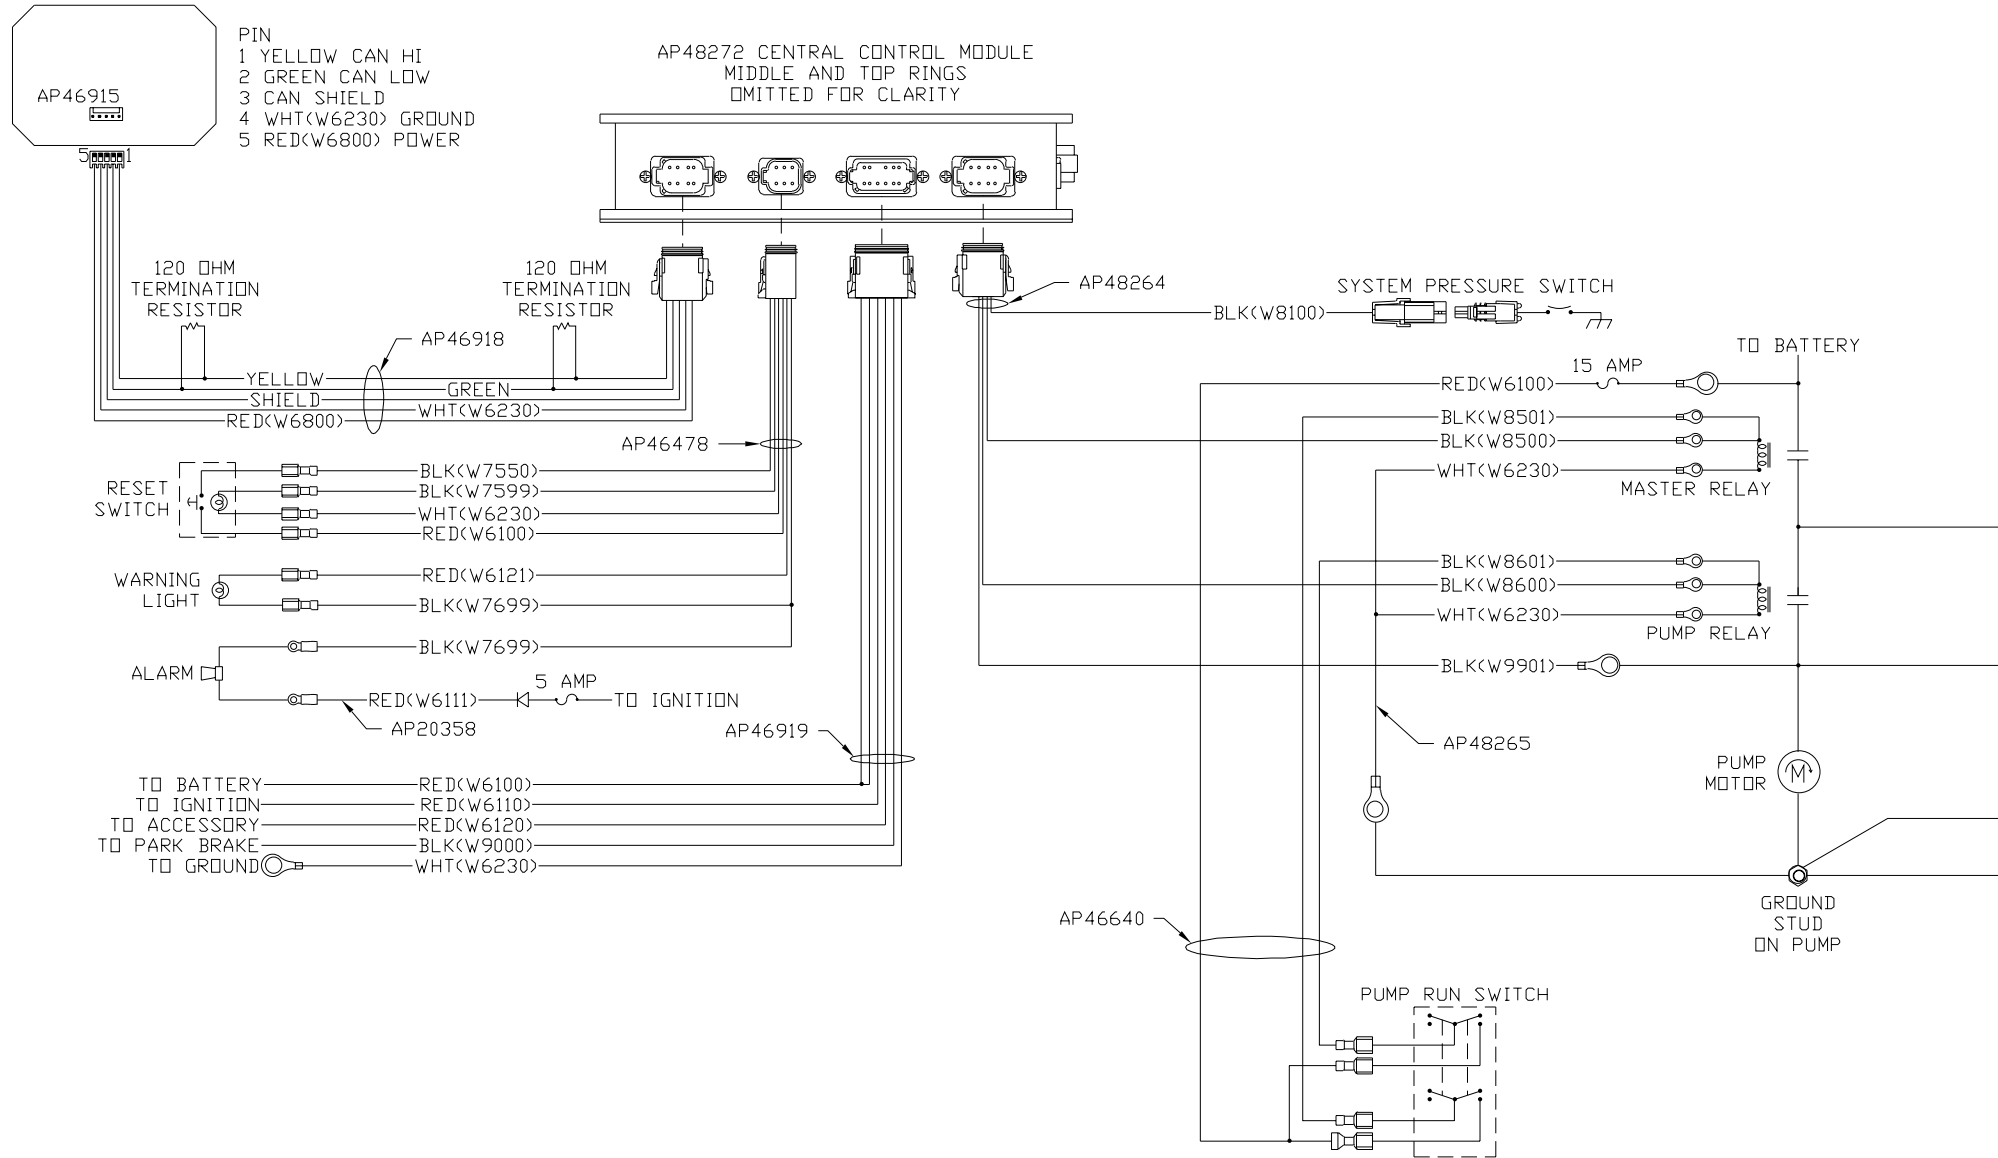 PIN
1 YELLOW CAN HI
2 GREEN CAN LOW
3 CAN SHIELD
4 WHT(W6230) GROUND
5 RED(W6800) POWER
AP46915
5
1
AP48272 CENTRAL CONTROL MODULE
MIDDLE AND TOP RINGS
OMITTED FOR CLARITY
120 OHM
TERMINATION
RESISTOR
120 OHM
TERMINATION
RESISTOR
AP46918
YELLOW
GREEN
SHIELD
WHT(W6230)
RED(W6800)
AP46478
RESET
SWITCH
BLK(W7550)
BLK(W7599)
WHT(W6230)
RED(W6100)
WARNING
LIGHT
RED(W6121)
BLK(W7699)
ALARM
BLK(W7699)
RED(W6111)
5 AMP
TO IGNITION
AP20358
AP46919
TO BATTERY
RED(W6100)
TO IGNITION
RED(W6110)
TO ACCESSORY
RED(W6120)
TO PARK BRAKE
BLK(W9000)
TO GROUND
WHT(W6230)
AP48264
SYSTEM PRESSURE SWITCH
BLK(W8100)
TO BATTERY
15 AMP
RED(W6100)
BLK(W8501)
BLK(W8500)
WHT(W6230)
MASTER RELAY
BLK(W8601)
BLK(W8600)
WHT(W6230)
PUMP RELAY
BLK(W9901)
AP48265
PUMP
MOTOR
M
GROUND
STUD
ON PUMP
AP46640
PUMP RUN SWITCH